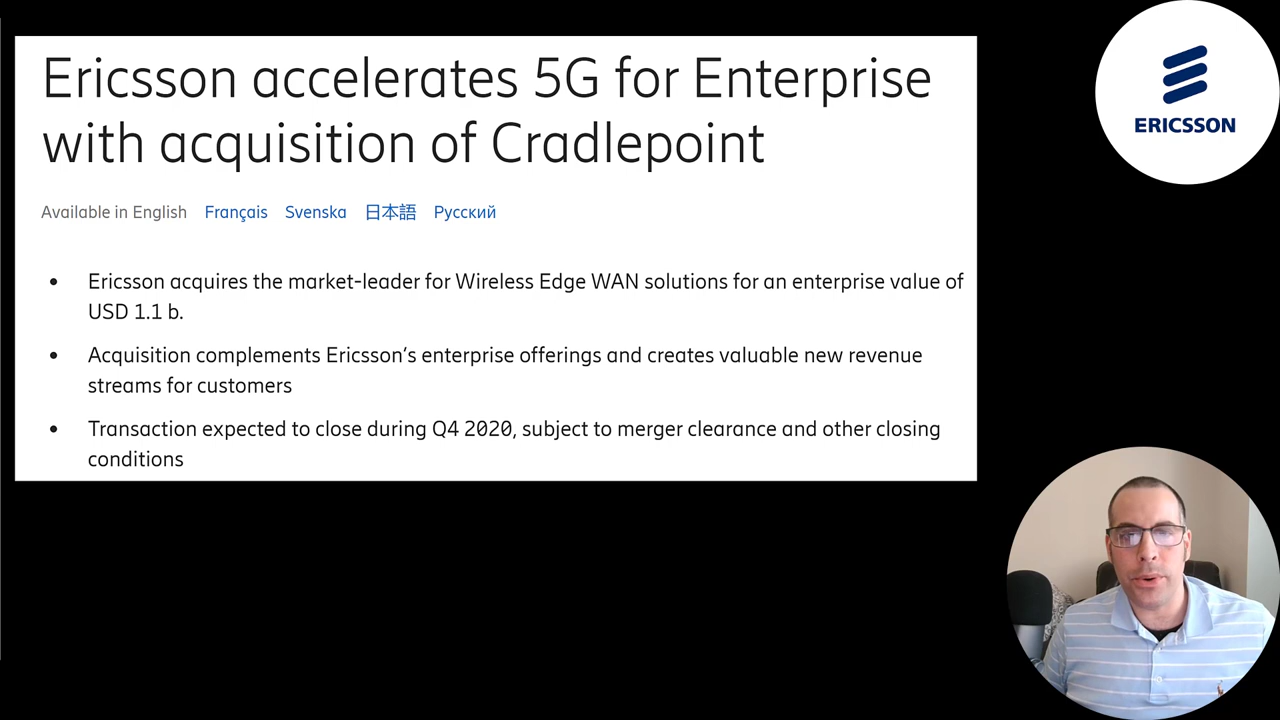 Ericsson accelerates 5G for Enterprise
with acquisition of Cradlepoint
Available in English Français Svenska 日本語 Русский
• Ericsson acquires the market-leader for Wireless Edge WAN solutions for an enterprise value of
USD 1.1 b.
• Acquisition complements Ericsson’s enterprise offerings and creates valuable new revenue
streams for customers
• Transaction expected to close during Q4 2020, subject to merger clearance and other closing
conditions
ERICSSON